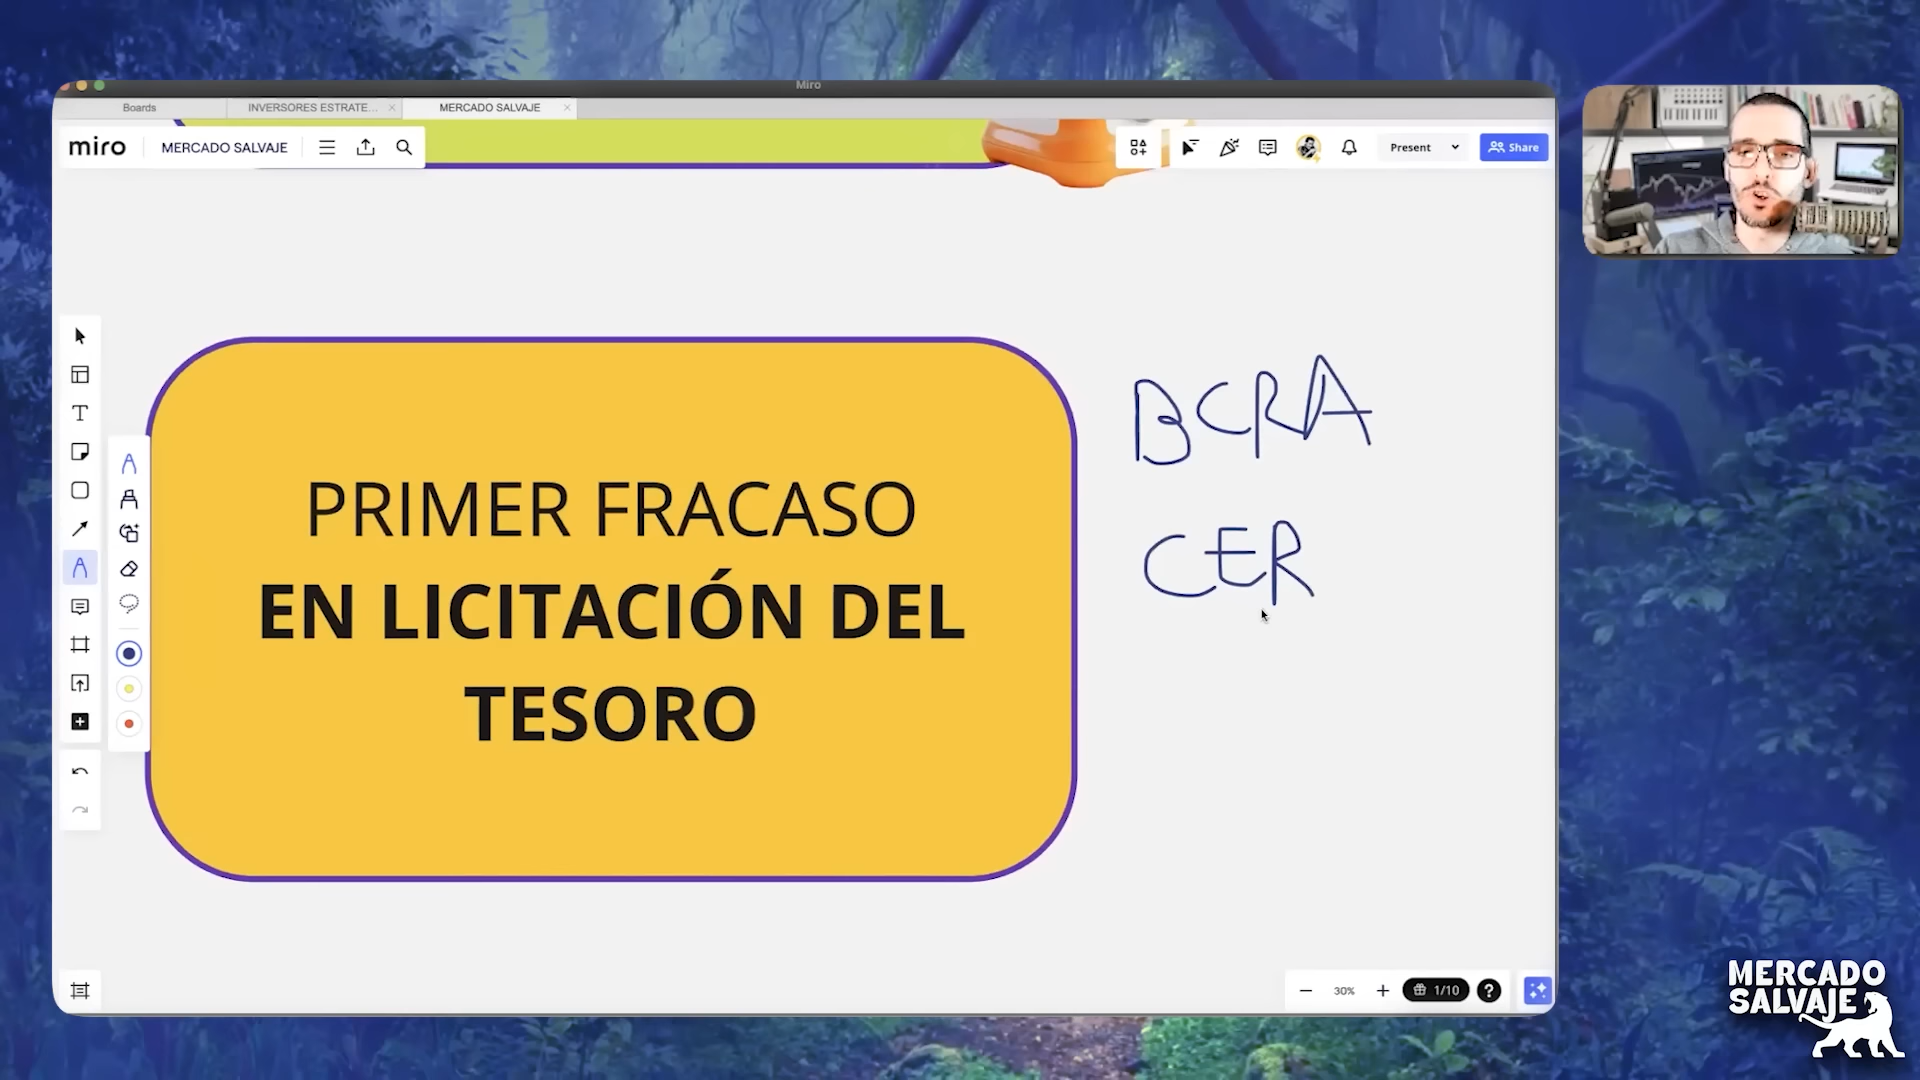 Miro
Boards
INVERSORES ESTRATE...
MERCADO SALVAJE
miro
MERCADO SALVAJE
Present
Share
PRIMER FRACASO
EN LICITACIÓN DEL
TESORO
BCRA
CER
30%
1/10
MERCADO
SALVAJE